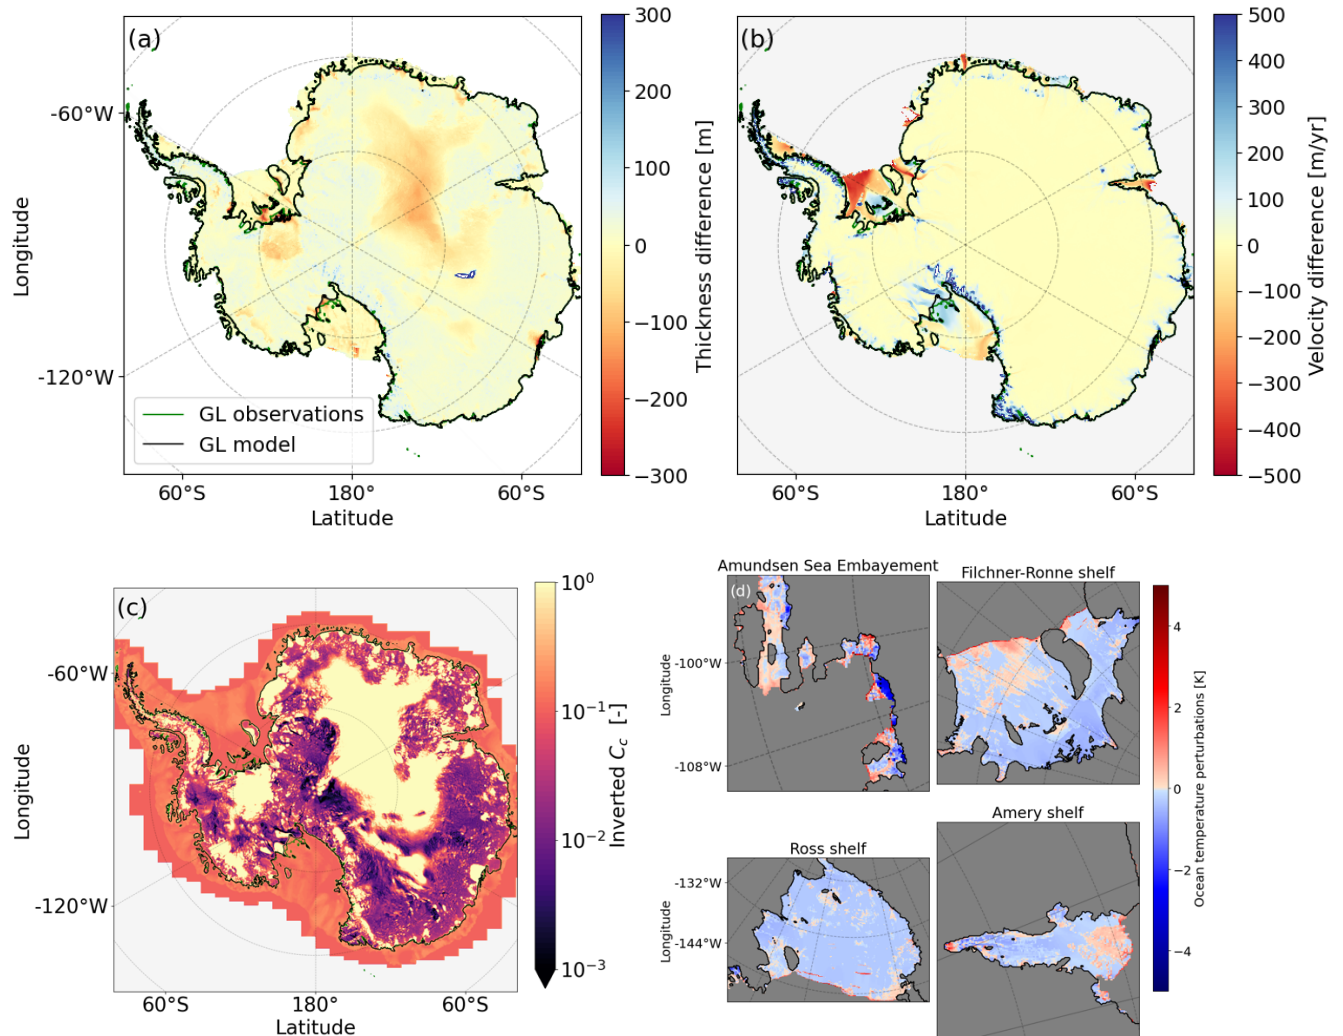 (a)
-60°W
-120°W
Longitude
GL observations
GL model
60°S
180°
60°S
Latitude
300
200
100
0
−100
−200
−300
Thickness difference [m]
(b)
60°S
180°
60°S
Latitude
500
400
300
200
100
0
−100
−200
−300
−400
−500
Velocity difference [m/yr]
(c)
-60°W
-120°W
Longitude
60°S
180°
60°S
Latitude
10⁰
10⁻¹
10⁻²
10⁻³
Inverted C_c [-]
Amundsen Sea Embayement
(d)
-100°W
-108°W
Longitude
Filchner-Ronne shelf
Ross shelf
-132°W
-144°W
Longitude
Amery shelf
4
2
0
−2
−4
Ocean temperature perturbations [K]